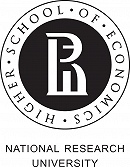 HIGHER · SCHOOL · OF · ECONOMICS ·
NATIONAL RESEARCH
UNIVERSITY